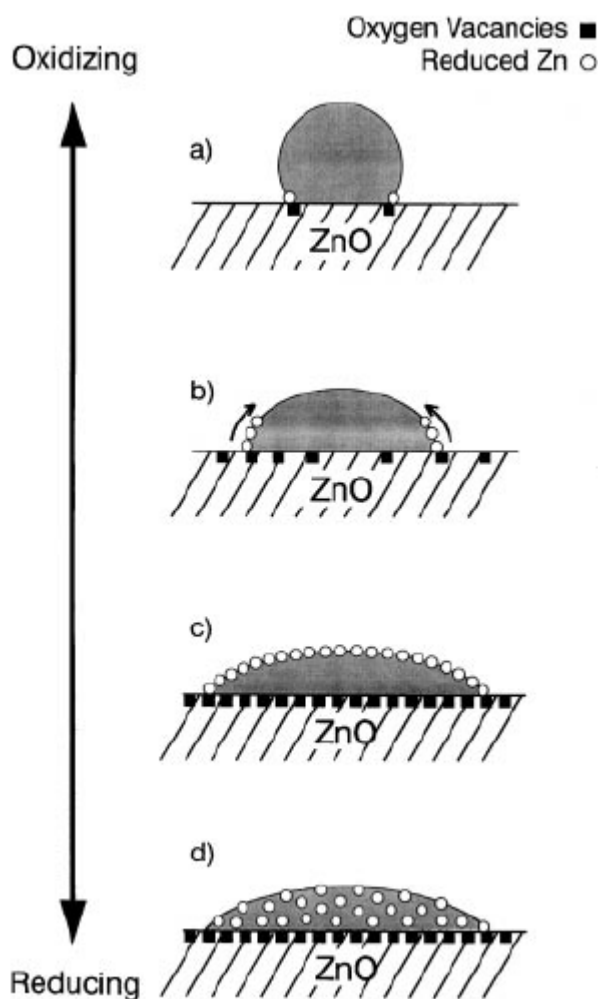 Oxygen Vacancies ■
Reduced Zn ○
Oxidizing
a)
ZnO
b)
ZnO
c)
ZnO
d)
ZnO
Reducing